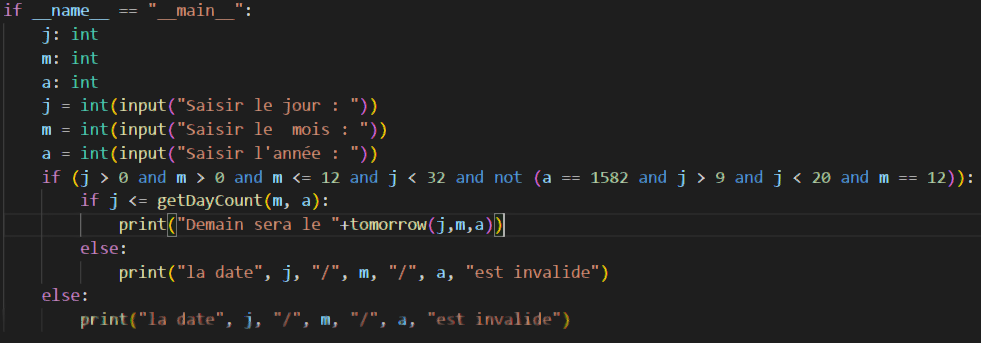 if __name__ == "__main__":
    j: int
    m: int
    a: int
    j = int(input("Saisir le jour : "))
    m = int(input("Saisir le  mois : "))
    a = int(input("Saisir l'année : "))
    if (j > 0 and m > 0 and m <= 12 and j < 32 and not (a == 1582 and j > 9 and j < 20 and m == 12)):
        if j <= getDayCount(m, a):
            print("Demain sera le "+tomorrow(j,m,a))
        else:
            print("la date", j, "/", m, "/", a, "est invalide")
    else:
        print("la date", j, "/", m, "/", a, "est invalide")